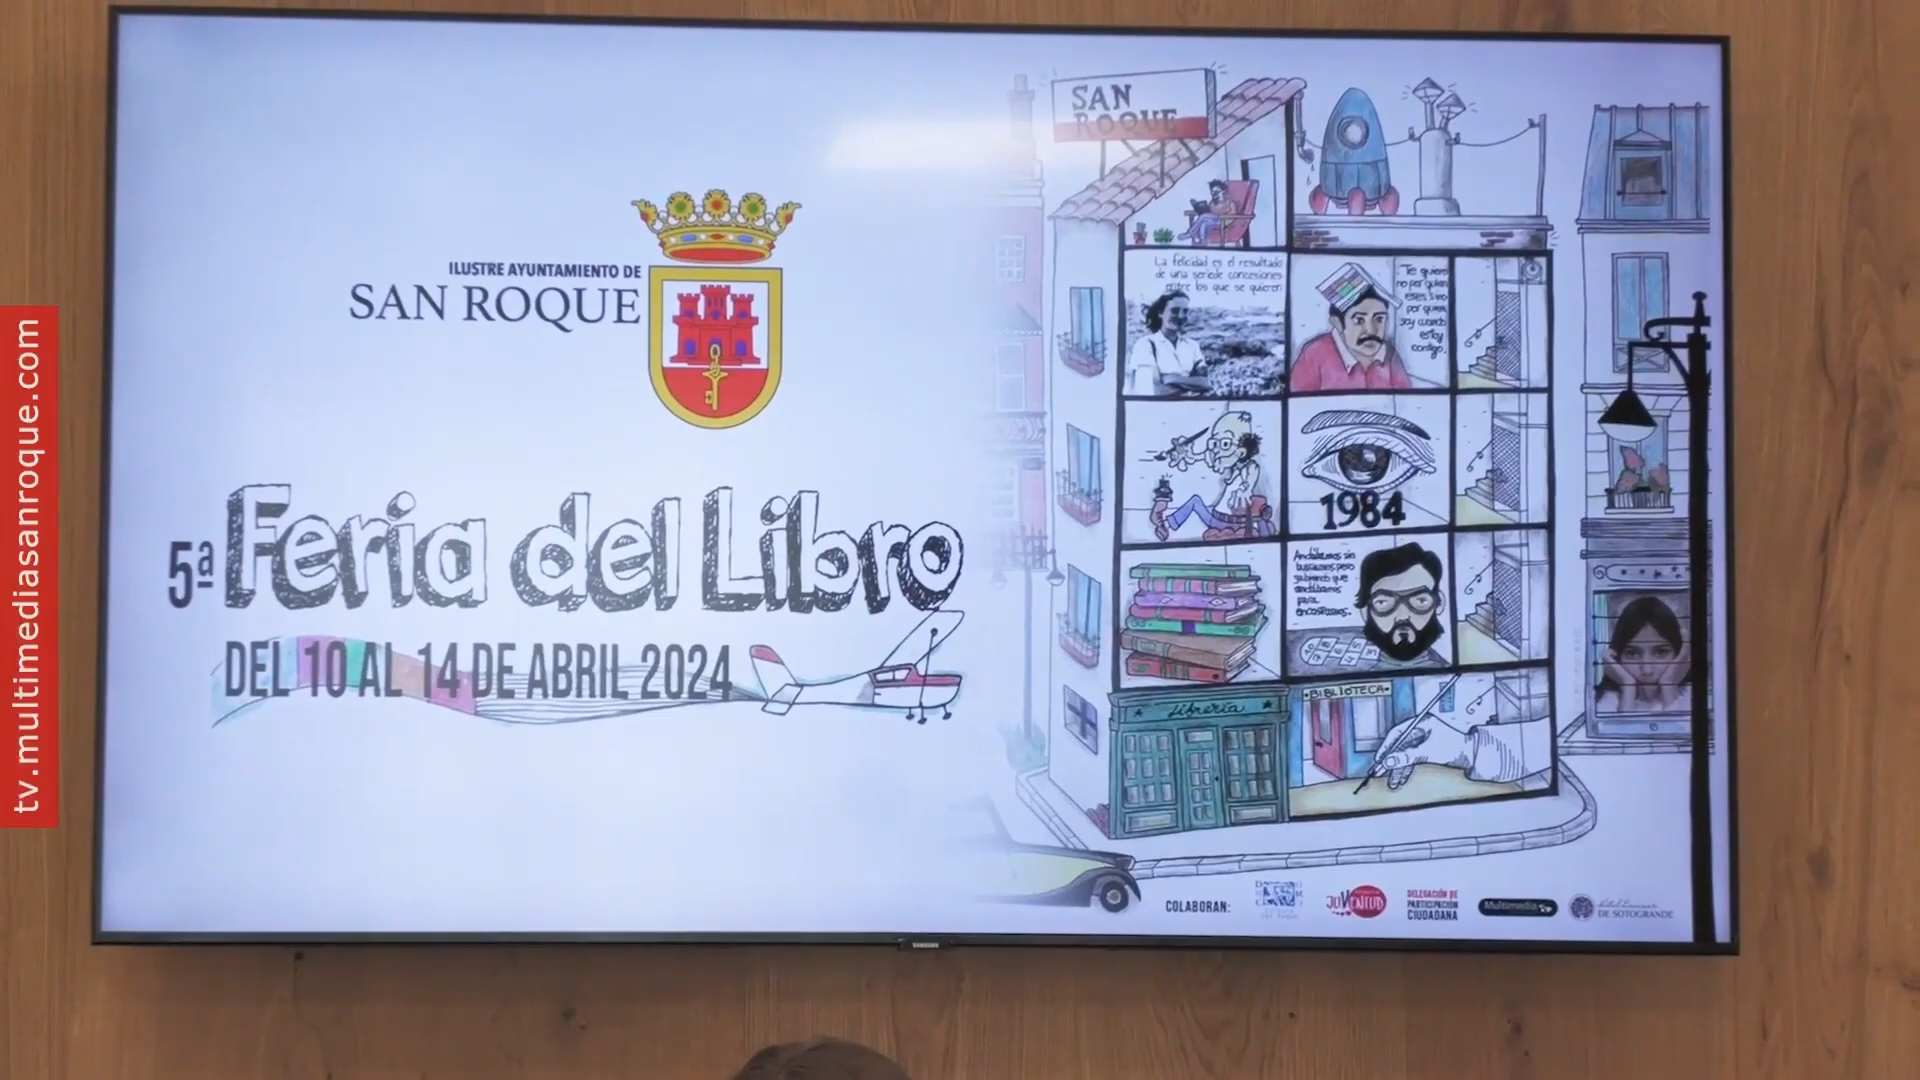 tv.multimediasanroque.com
ILUSTRE AYUNTAMIENTO DE
SAN ROQUE
5ª Feria del Libro
DEL 10 AL 14 DE ABRIL 2024
SAN
ROQUE
La felicidad es el resultado
de una serie de concesiones
entre los que se quieren
Te quiero
no por quien
eres sino
por quien
soy cuando
estoy
contigo.
1984
Andábamos sin
buscarnos pero
sabiendo que
andábamos
para
encontrarnos.
Librería
BIBLIOTECA
COLABORAN:
JUVENTUD
DELEGACIÓN DE
PARTICIPACIÓN
CIUDADANA
Multimedia
DE SOTOGRANDE
SAMSUNG